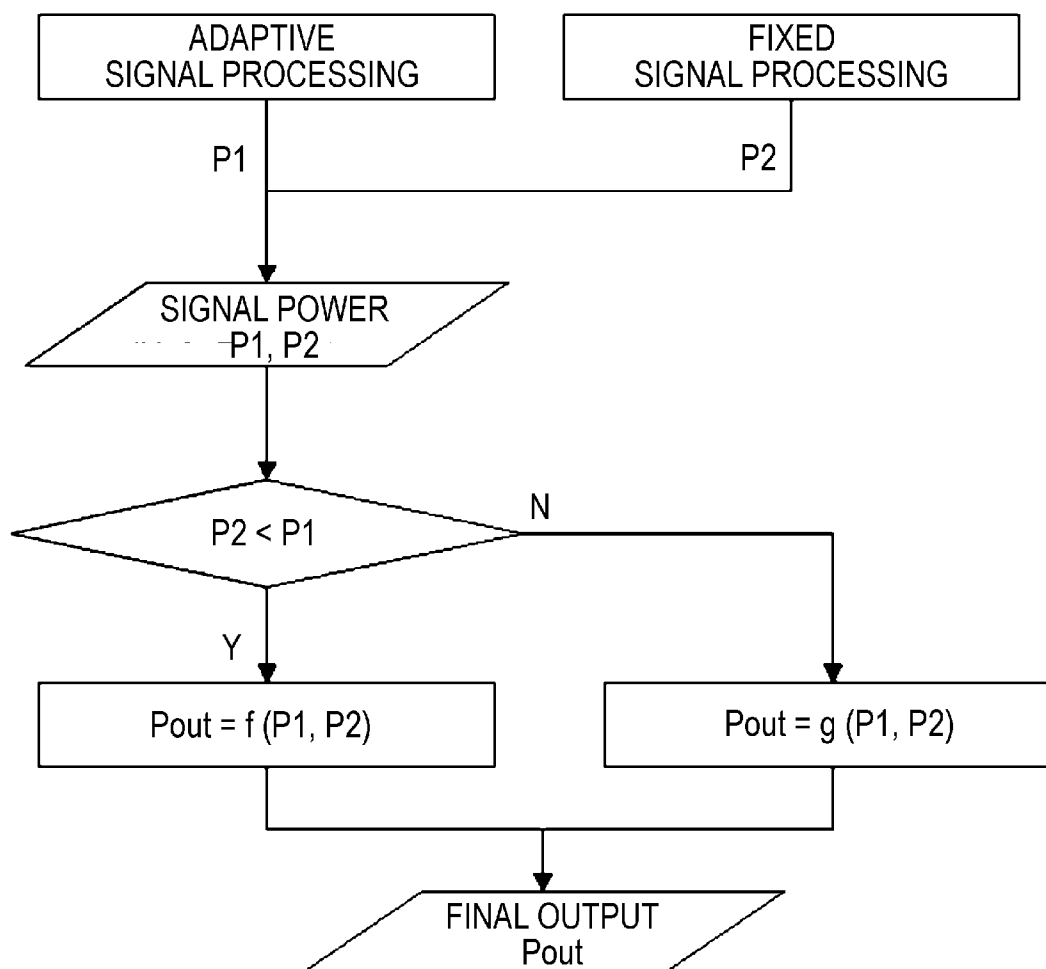 ADAPTIVE
SIGNAL PROCESSING
FIXED
SIGNAL PROCESSING
P1
P2
SIGNAL POWER
P1, P2
P2 < P1
N
Y
Pout = f (P1, P2)
Pout = g (P1, P2)
FINAL OUTPUT
Pout